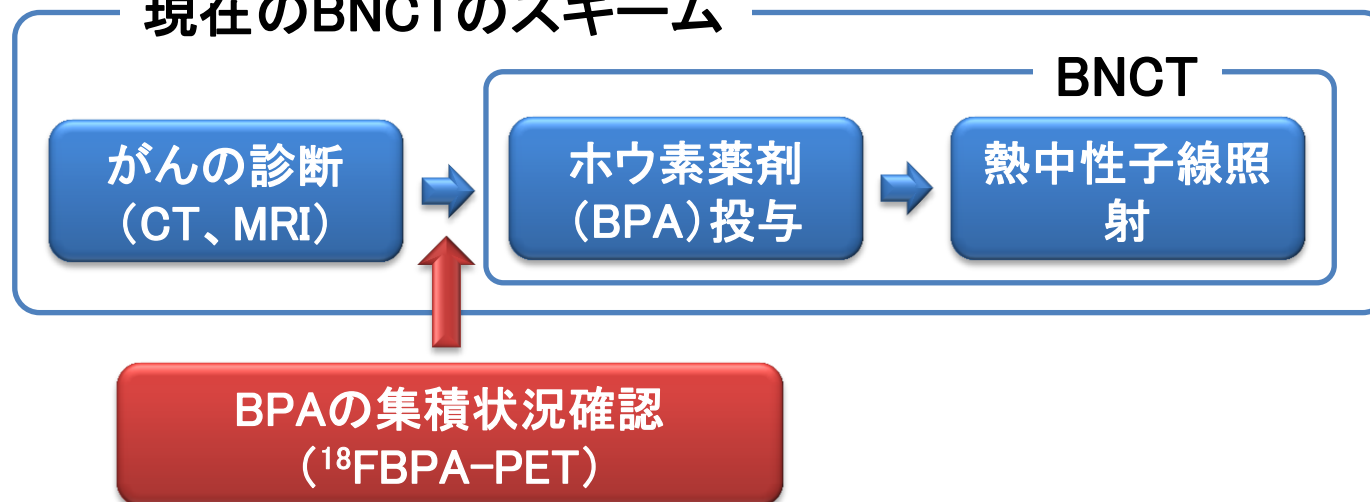 現在のBNCTのスキーム
BNCT
がんの診断
（CT、MRI）
ホウ素薬剤
（BPA）投与
熱中性子線照
射
BPAの集積状況確認
（¹⁸FBPA-PET）